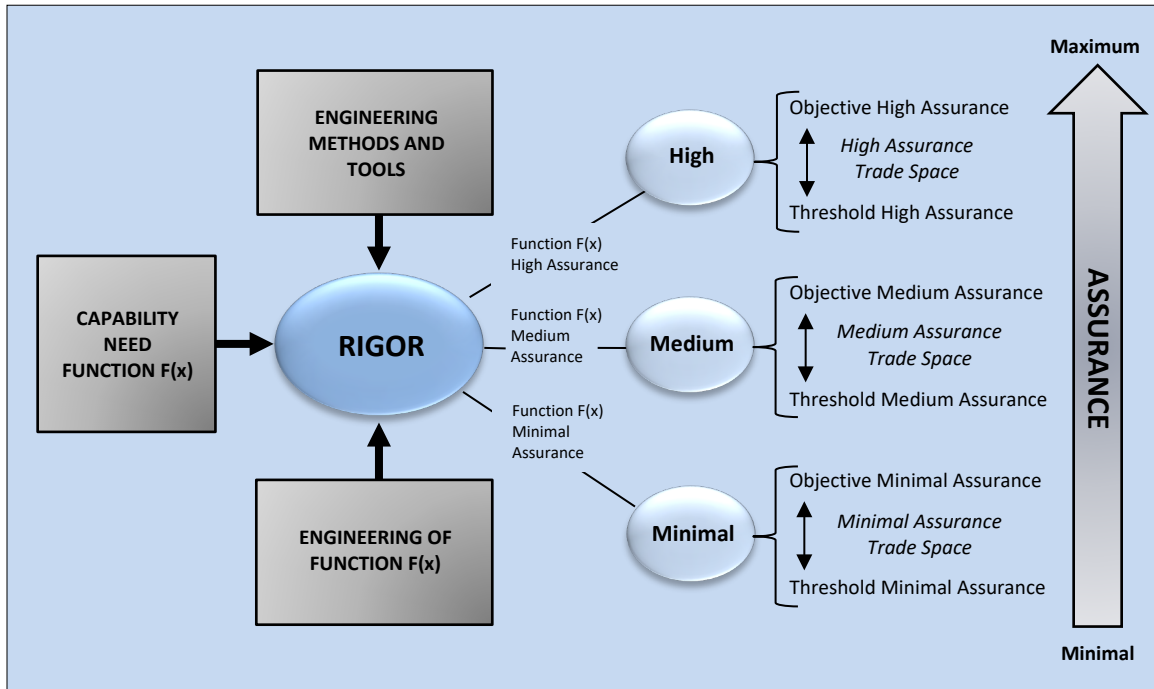 ENGINEERING
METHODS AND
TOOLS
CAPABILITY
NEED
FUNCTION F(x)
RIGOR
ENGINEERING OF
FUNCTION F(x)
Function F(x)
High Assurance
Function F(x)
Medium
Assurance
Function F(x)
Minimal
Assurance
High
Objective High Assurance
High Assurance
Trade Space
Threshold High Assurance
Medium
Objective Medium Assurance
Medium Assurance
Trade Space
Threshold Medium Assurance
Minimal
Objective Minimal Assurance
Minimal Assurance
Trade Space
Threshold Minimal Assurance
Maximum
ASSURANCE
Minimal